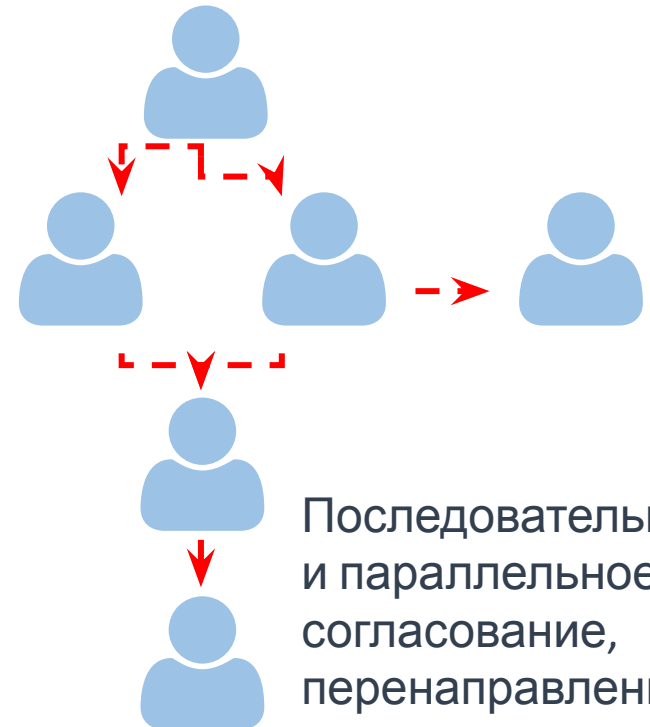 Последователь
и параллельное
согласование,
перенаправлен